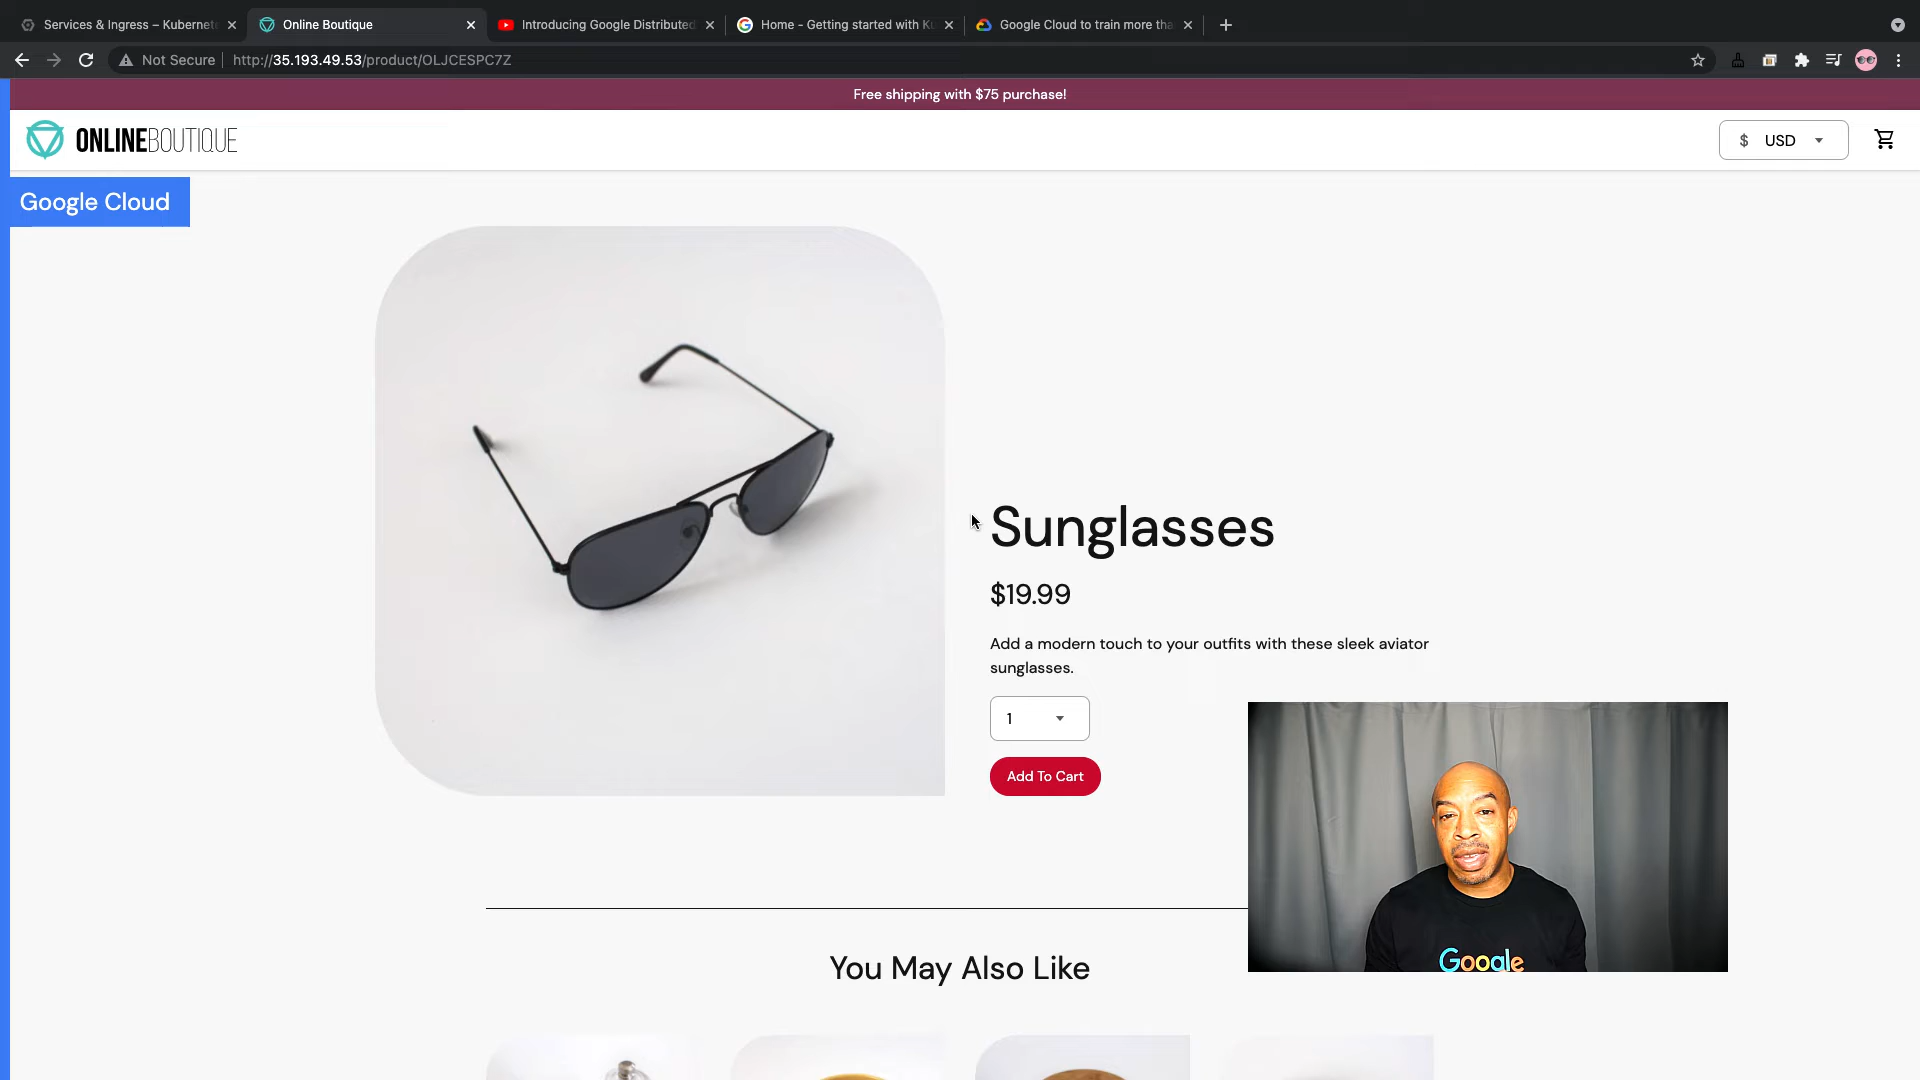 Services & Ingress – Kubernet
Online Boutique
Introducing Google Distributed
Home - Getting started with Ku
Google Cloud to train more tha
Not Secure
http://35.193.49.53/product/OLJCESPC7Z
Free shipping with $75 purchase!
ONLINEBOUTIQUE
$ USD
Google Cloud
Sunglasses
$19.99
Add a modern touch to your outfits with these sleek aviator
sunglasses.
1
Add To Cart
Google
You May Also Like